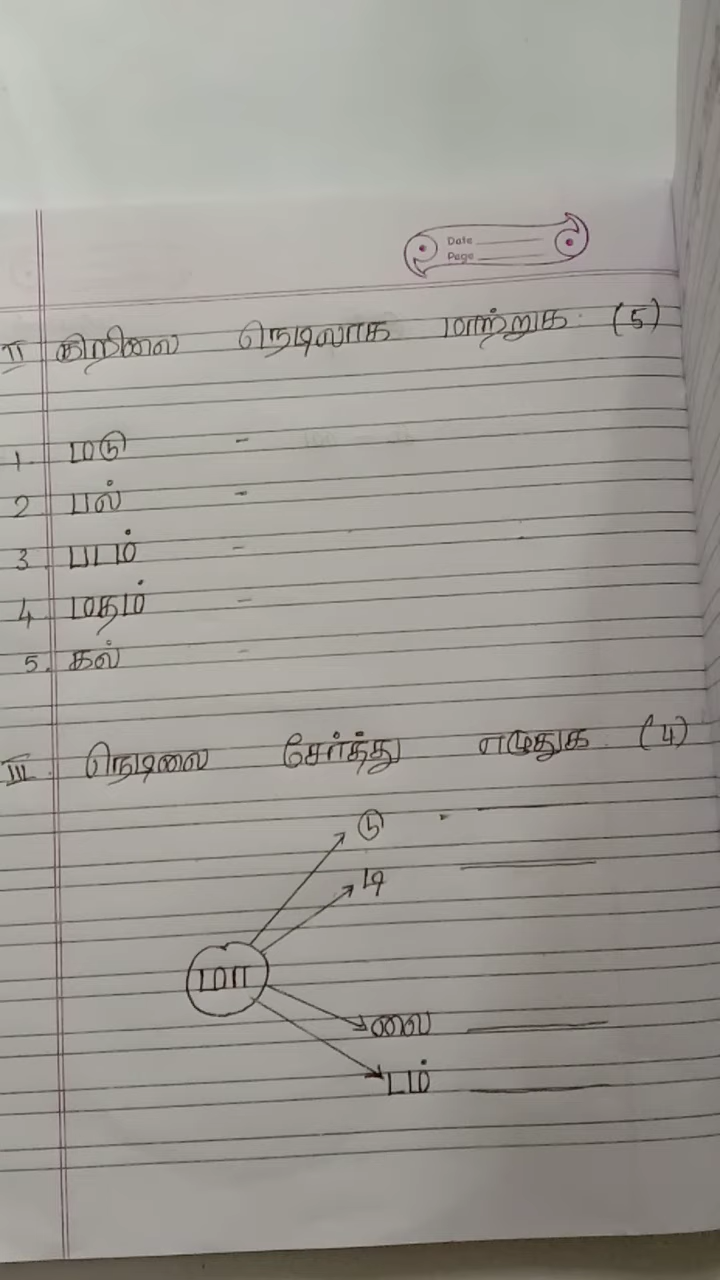 Date
Page
II குறிலை நெடிலாக மாற்றுக. (5)
1. மடு -
2 பல் -
3 படம் -
4 மதம் -
5. கல் -
III. நெடிலை சேர்த்து எழுதுக. (4)
டு
டி
மா
லை
டம்